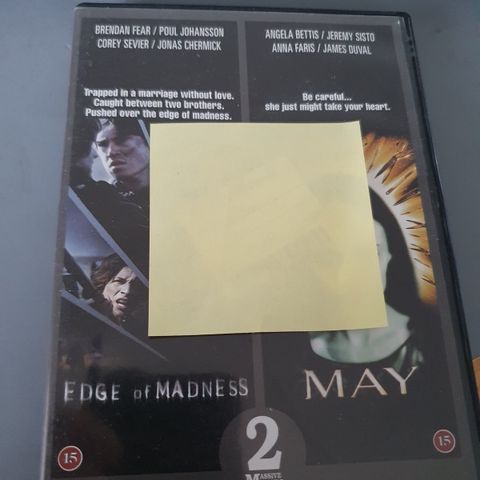 BRENDAN FEAR / POUL JOHANSSON
COREY SEVIER / JONAS CHERMICK
Trapped in a marriage without love.
Caught between two brothers.
Pushed over the edge of madness.
EDGE of MADNESS
ANGELA BETTIS / JEREMY SISTO
ANNA FARIS / JAMES DUVAL
Be careful...
she just might take your heart.
MAY
2
MASSIVE
15
15